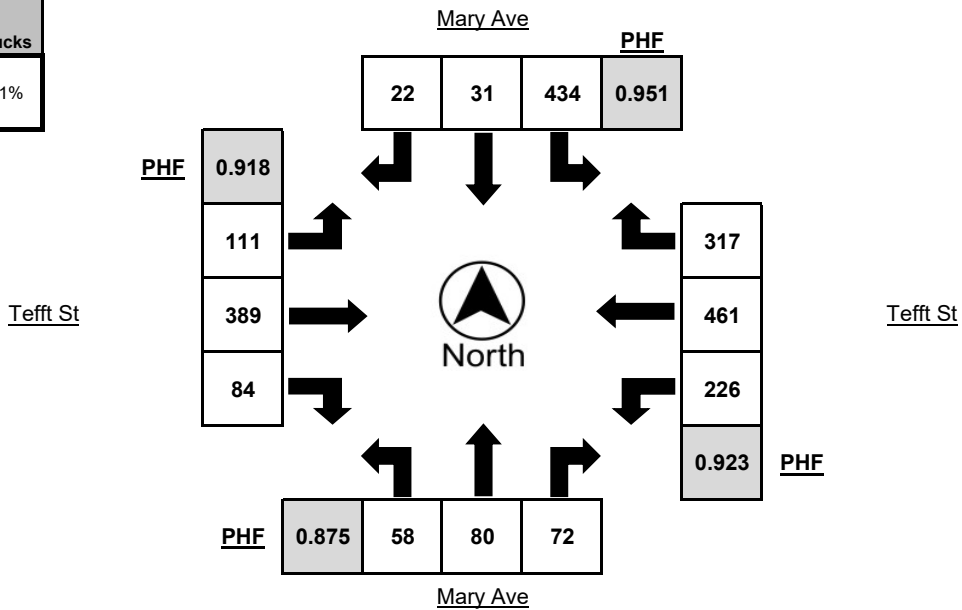 Mary Ave
PHF
22 31 434 0.951
1%
PHF 0.918
111
389
84
Tefft St
North
317
461
226
0.923 PHF
Tefft St
PHF 0.875 58 80 72
Mary Ave